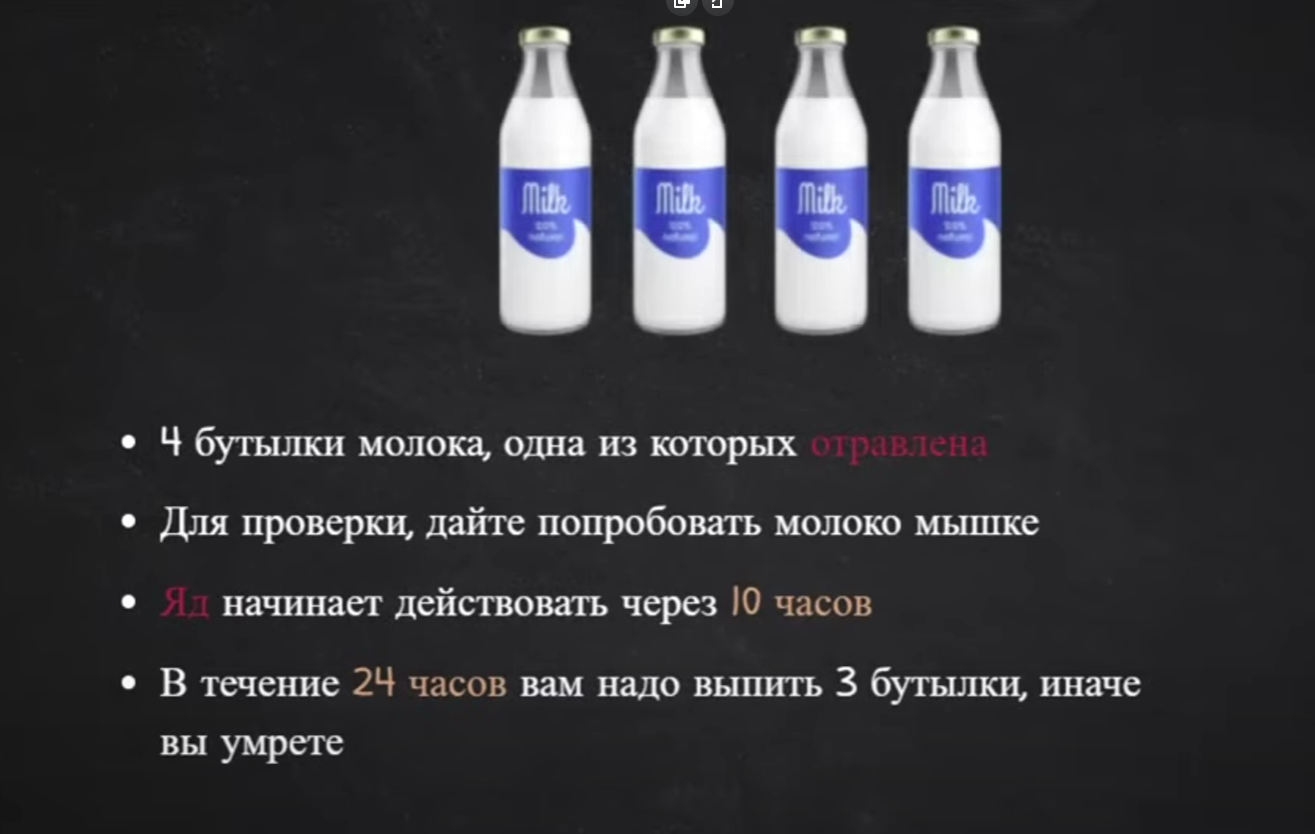 Milk Milk Milk Milk
100% 100% 100% 100%
natural natural natural natural
4 бутылки молока, одна из которых отравлена
Для проверки, дайте попробовать молоко мышке
Яд начинает действовать через 10 часов
В течение 24 часов вам надо выпить 3 бутылки, иначе
вы умрете